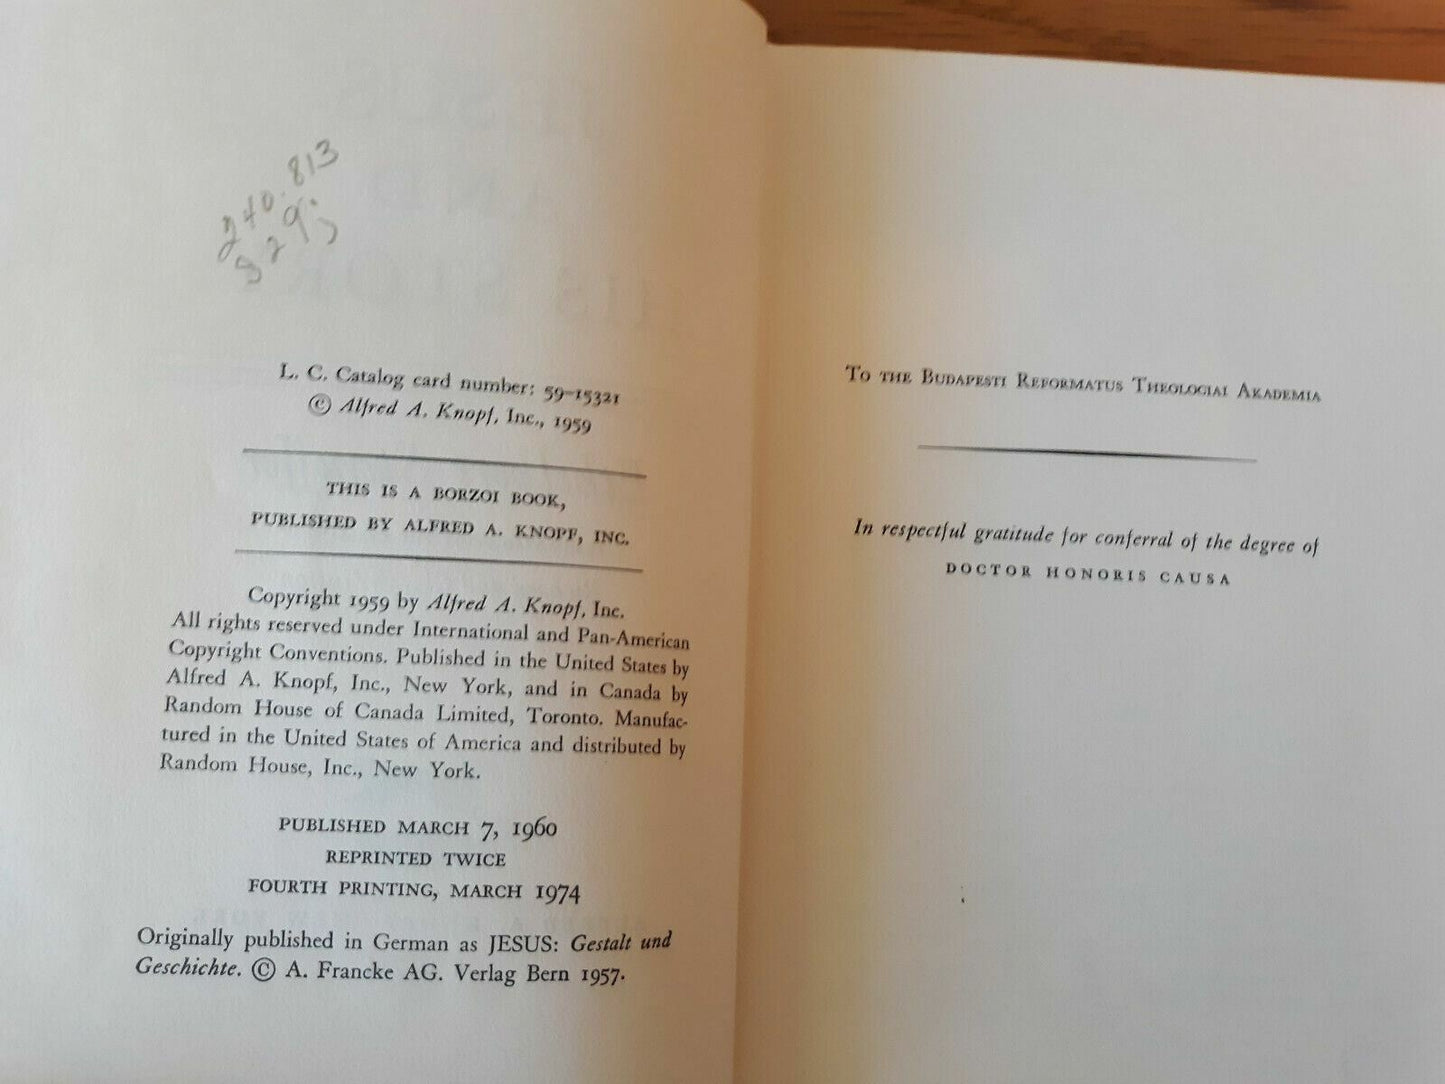 240.813
S29j
L. C. Catalog card number: 59-15321
© Alfred A. Knopf, Inc., 1959
THIS IS A BORZOI BOOK,
PUBLISHED BY ALFRED A. KNOPF, INC.
Copyright 1959 by Alfred A. Knopf, Inc.
All rights reserved under International and Pan-American
Copyright Conventions. Published in the United States by
Alfred A. Knopf, Inc., New York, and in Canada by
Random House of Canada Limited, Toronto. Manufac-
tured in the United States of America and distributed by
Random House, Inc., New York.
PUBLISHED MARCH 7, 1960
REPRINTED TWICE
FOURTH PRINTING, MARCH 1974
Originally published in German as JESUS: Gestalt und
Geschichte. © A. Francke AG. Verlag Bern 1957.
TO THE BUDAPESTI REFORMATUS THEOLOGIAI AKADEMIA
In respectful gratitude for conferral of the degree of
DOCTOR HONORIS CAUSA